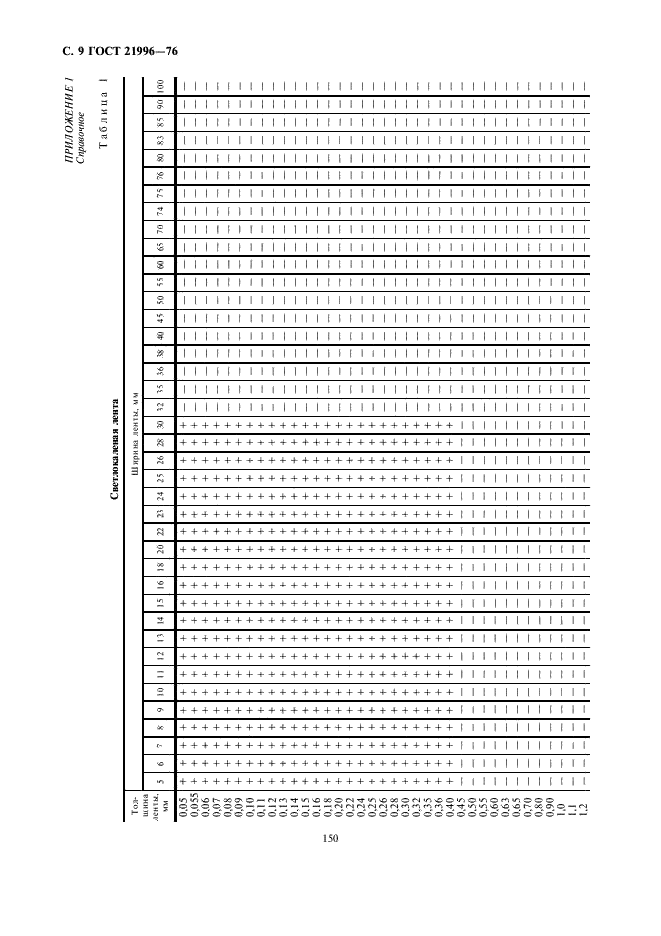 С. 9 ГОСТ 21996—76
ПРИЛОЖЕНИЕ 1
Справочное
Таблица 1
Светлокаленая лента
Тол-
щина
ленты,
мм
Ширина ленты, мм
5 6 7 8 9 10 11 12 13 14 15 16 18 20 22 23 24 25 26 28 30 32 35 36 38 40 45 50 55 60 65 70 74 75 76 80 83 85 90 100
0,05 + + + + + + + + + + + + + + + + + + + + + — — — — — — — — — — — — — — — — — — —
0,055 + + + + + + + + + + + + + + + + + + + + + — — — — — — — — — — — — — — — — — — —
0,06 + + + + + + + + + + + + + + + + + + + + + — — — — — — — — — — — — — — — — — — —
0,07 + + + + + + + + + + + + + + + + + + + + + — — — — — — — — — — — — — — — — — — —
0,08 + + + + + + + + + + + + + + + + + + + + + — — — — — — — — — — — — — — — — — — —
0,09 + + + + + + + + + + + + + + + + + + + + + — — — — — — — — — — — — — — — — — — —
0,10 + + + + + + + + + + + + + + + + + + + + + — — — — — — — — — — — — — — — — — — —
0,11 + + + + + + + + + + + + + + + + + + + + + — — — — — — — — — — — — — — — — — — —
0,12 + + + + + + + + + + + + + + + + + + + + + — — — — — — — — — — — — — — — — — — —
0,13 + + + + + + + + + + + + + + + + + + + + + — — — — — — — — — — — — — — — — — — —
0,14 + + + + + + + + + + + + + + + + + + + + + — — — — — — — — — — — — — — — — — — —
0,15 + + + + + + + + + + + + + + + + + + + + + — — — — — — — — — — — — — — — — — — —
0,16 + + + + + + + + + + + + + + + + + + + + + — — — — — — — — — — — — — — — — — — —
0,18 + + + + + + + + + + + + + + + + + + + + + — — — — — — — — — — — — — — — — — — —
0,20 + + + + + + + + + + + + + + + + + + + + + — — — — — — — — — — — — — — — — — — —
0,22 + + + + + + + + + + + + + + + + + + + + + — — — — — — — — — — — — — — — — — — —
0,24 + + + + + + + + + + + + + + + + + + + + + — — — — — — — — — — — — — — — — — — —
0,25 + + + + + + + + + + + + + + + + + + + + + — — — — — — — — — — — — — — — — — — —
0,26 + + + + + + + + + + + + + + + + + + + + + — — — — — — — — — — — — — — — — — — —
0,28 + + + + + + + + + + + + + + + + + + + + + — — — — — — — — — — — — — — — — — — —
0,30 + + + + + + + + + + + + + + + + + + + + + — — — — — — — — — — — — — — — — — — —
0,32 + + + + + + + + + + + + + + + + + + + + + — — — — — — — — — — — — — — — — — — —
0,35 + + + + + + + + + + + + + + + + + + + + + — — — — — — — — — — — — — — — — — — —
0,36 + + + + + + + + + + + + + + + + + + + + + — — — — — — — — — — — — — — — — — — —
0,40 + + + + + + + + + + + + + + + + + + + + + — — — — — — — — — — — — — — — — — — —
0,45 — — — — — — — — — — — — — — — — — — — — — — — — — — — — — — — — — — — — — — — —
0,50 — — — — — — — — — — — — — — — — — — — — — — — — — — — — — — — — — — — — — — — —
0,55 — — — — — — — — — — — — — — — — — — — — — — — — — — — — — — — — — — — — — — — —
0,60 — — — — — — — — — — — — — — — — — — — — — — — — — — — — — — — — — — — — — — — —
0,63 — — — — — — — — — — — — — — — — — — — — — — — — — — — — — — — — — — — — — — — —
0,65 — — — — — — — — — — — — — — — — — — — — — — — — — — — — — — — — — — — — — — — —
0,70 — — — — — — — — — — — — — — — — — — — — — — — — — — — — — — — — — — — — — — — —
0,80 — — — — — — — — — — — — — — — — — — — — — — — — — — — — — — — — — — — — — — — —
0,90 — — — — — — — — — — — — — — — — — — — — — — — — — — — — — — — — — — — — — — — —
1,0 — — — — — — — — — — — — — — — — — — — — — — — — — — — — — — — — — — — — — — — —
1,1 — — — — — — — — — — — — — — — — — — — — — — — — — — — — — — — — — — — — — — — —
1,2 — — — — — — — — — — — — — — — — — — — — — — — — — — — — — — — — — — — — — — — —
150